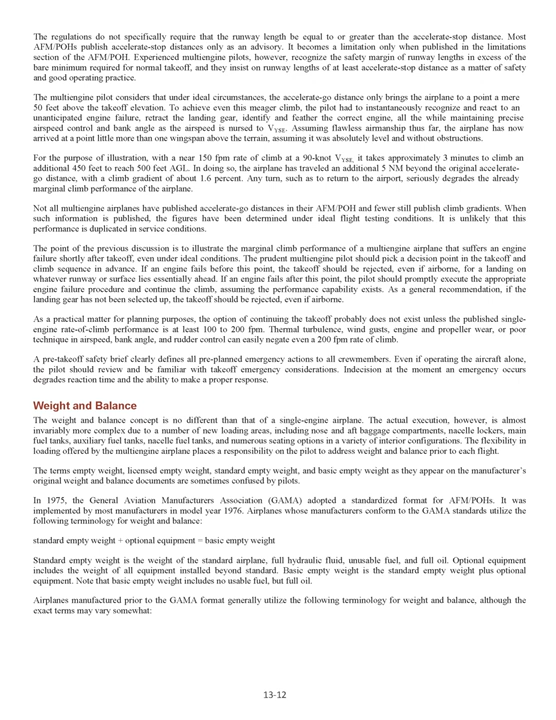 The regulations do not specifically require that the runway length be equal to or greater than the accelerate-stop distance. Most
AFM/POHs publish accelerate-stop distances only as an advisory. It becomes a limitation only when published in the limitations
section of the AFM/POH. Experienced multiengine pilots, however, recognize the safety margin of runway lengths in excess of the
bare minimum required for normal takeoff, and they insist on runway lengths of at least accelerate-stop distance as a matter of safety
and good operating practice.
The multiengine pilot considers that under ideal circumstances, the accelerate-go distance only brings the airplane to a point a mere
50 feet above the takeoff elevation. To achieve even this meager climb, the pilot had to instantaneously recognize and react to an
unanticipated engine failure, retract the landing gear, identify and feather the correct engine, all the while maintaining precise
airspeed control and bank angle as the airspeed is nursed to VYSE. Assuming flawless airmanship thus far, the airplane has now
arrived at a point little more than one wingspan above the terrain, assuming it was absolutely level and without obstructions.
For the purpose of illustration, with a near 150 fpm rate of climb at a 90-knot VYSE, it takes approximately 3 minutes to climb an
additional 450 feet to reach 500 feet AGL. In doing so, the airplane has traveled an additional 5 NM beyond the original accelerate-
go distance, with a climb gradient of about 1.6 percent. Any turn, such as to return to the airport, seriously degrades the already
marginal climb performance of the airplane.
Not all multiengine airplanes have published accelerate-go distances in their AFM/POH and fewer still publish climb gradients. When
such information is published, the figures have been determined under ideal flight testing conditions. It is unlikely that this
performance is duplicated in service conditions.
The point of the previous discussion is to illustrate the marginal climb performance of a multiengine airplane that suffers an engine
failure shortly after takeoff, even under ideal conditions. The prudent multiengine pilot should pick a decision point in the takeoff and
climb sequence in advance. If an engine fails before this point, the takeoff should be rejected, even if airborne, for a landing on
whatever runway or surface lies essentially ahead. If an engine fails after this point, the pilot should promptly execute the appropriate
engine failure procedure and continue the climb, assuming the performance capability exists. As a general recommendation, if the
landing gear has not been selected up, the takeoff should be rejected, even if airborne.
As a practical matter for planning purposes, the option of continuing the takeoff probably does not exist unless the published single-
engine rate-of-climb performance is at least 100 to 200 fpm. Thermal turbulence, wind gusts, engine and propeller wear, or poor
technique in airspeed, bank angle, and rudder control can easily negate even a 200 fpm rate of climb.
A pre-takeoff safety brief clearly defines all pre-planned emergency actions to all crewmembers. Even if operating the aircraft alone,
the pilot should review and be familiar with takeoff emergency considerations. Indecision at the moment an emergency occurs
degrades reaction time and the ability to make a proper response.
Weight and Balance
The weight and balance concept is no different than that of a single-engine airplane. The actual execution, however, is almost
invariably more complex due to a number of new loading areas, including nose and aft baggage compartments, nacelle lockers, main
fuel tanks, auxiliary fuel tanks, nacelle fuel tanks, and numerous seating options in a variety of interior configurations. The flexibility in
loading offered by the multiengine airplane places a responsibility on the pilot to address weight and balance prior to each flight.
The terms empty weight, licensed empty weight, standard empty weight, and basic empty weight as they appear on the manufacturer's
original weight and balance documents are sometimes confused by pilots.
In 1975, the General Aviation Manufacturers Association (GAMA) adopted a standardized format for AFM/POHs. It was
implemented by most manufacturers in model year 1976. Airplanes whose manufacturers conform to the GAMA standards utilize the
following terminology for weight and balance:
standard empty weight + optional equipment = basic empty weight
Standard empty weight is the weight of the standard airplane, full hydraulic fluid, unusable fuel, and full oil. Optional equipment
includes the weight of all equipment installed beyond standard. Basic empty weight is the standard empty weight plus optional
equipment. Note that basic empty weight includes no usable fuel, but full oil.
Airplanes manufactured prior to the GAMA format generally utilize the following terminology for weight and balance, although the
exact terms may vary somewhat:
13-12